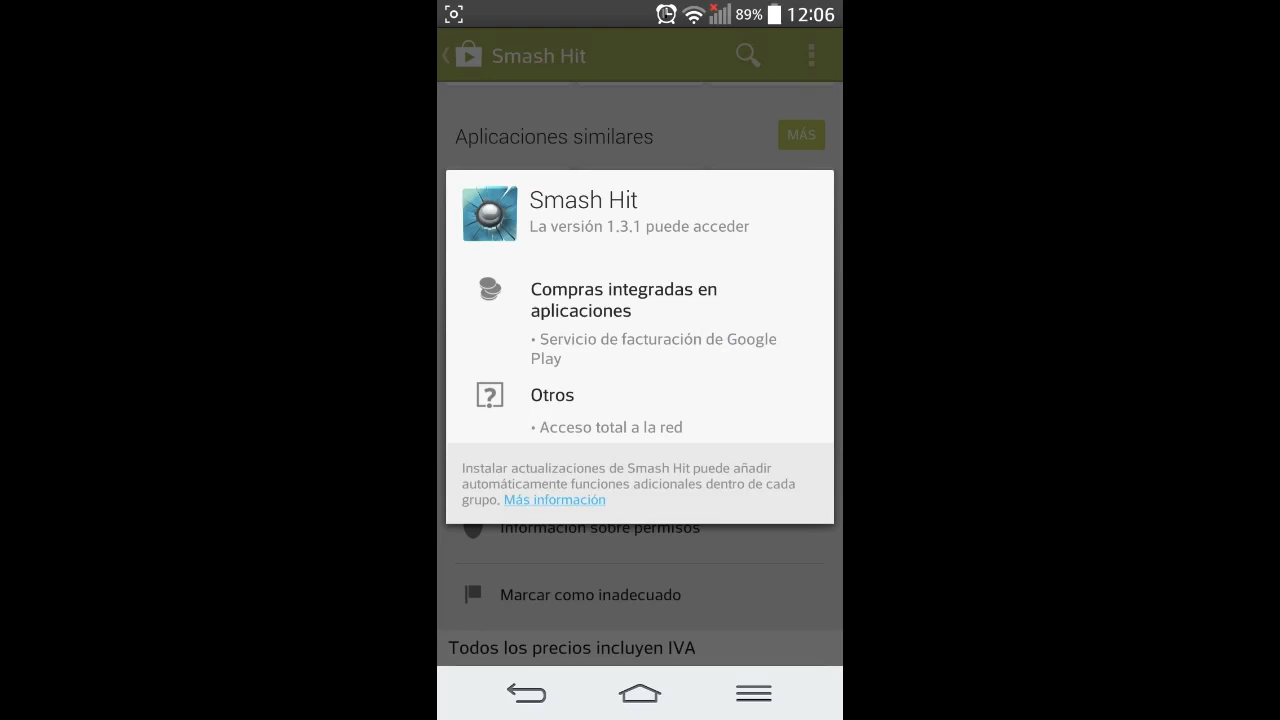 89% 12:06
Smash Hit
Aplicaciones similares MÁS
Smash Hit
La versión 1.3.1 puede acceder
Compras integradas en
aplicaciones
• Servicio de facturación de Google
Play
Otros
• Acceso total a la red
Instalar actualizaciones de Smash Hit puede añadir
automáticamente funciones adicionales dentro de cada
grupo. Más información
Información sobre permisos
Marcar como inadecuado
Todos los precios incluyen IVA